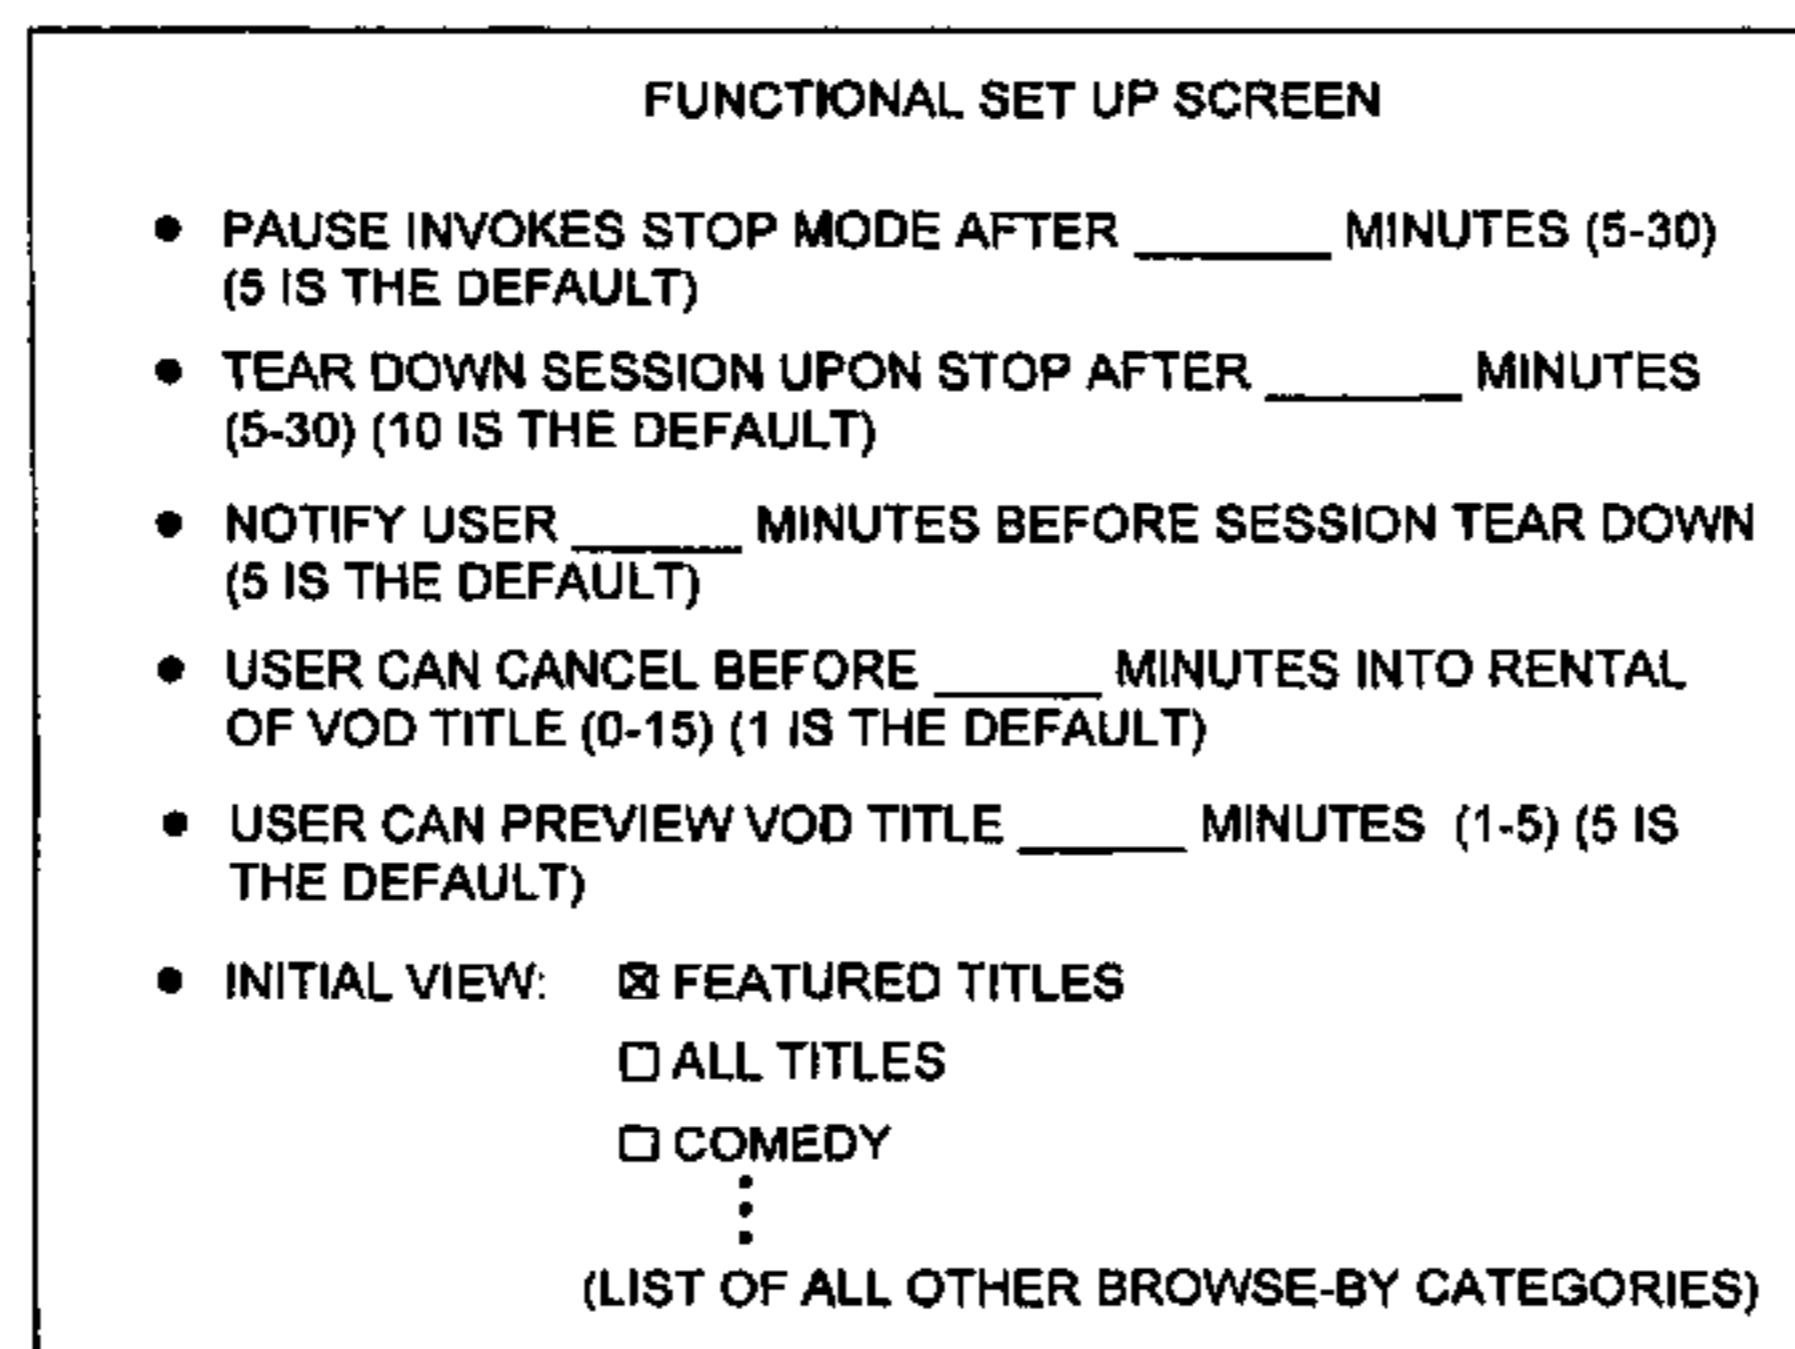 FUNCTIONAL SET UP SCREEN
● PAUSE INVOKES STOP MODE AFTER ______ MINUTES (5-30)
(5 IS THE DEFAULT)
● TEAR DOWN SESSION UPON STOP AFTER ______ MINUTES
(5-30) (10 IS THE DEFAULT)
● NOTIFY USER ______ MINUTES BEFORE SESSION TEAR DOWN
(5 IS THE DEFAULT)
● USER CAN CANCEL BEFORE ______ MINUTES INTO RENTAL
OF VOD TITLE (0-15) (1 IS THE DEFAULT)
● USER CAN PREVIEW VOD TITLE ______ MINUTES (1-5) (5 IS
THE DEFAULT)
● INITIAL VIEW: ☒ FEATURED TITLES
☐ ALL TITLES
☐ COMEDY
(LIST OF ALL OTHER BROWSE-BY CATEGORIES)